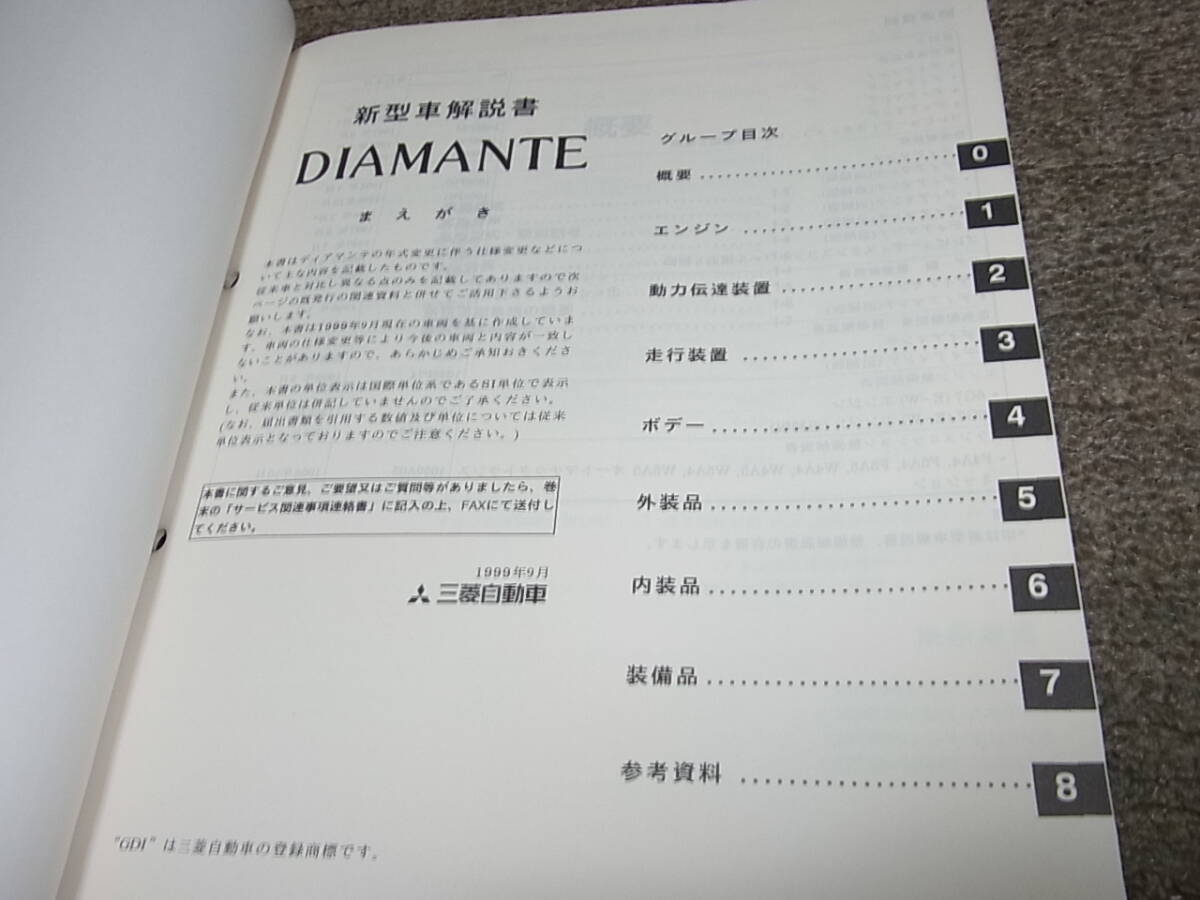 新型車解説書
DIAMANTE
まえがき
本書はディアマンテの年式変更に伴う仕様変更などにつ
いて主な内容を記載したものです。
従来車と対比し異なる点のみを記載してありますので次
ページの既発行の関連資料と併せてご活用下さるようお
願いします。
なお、本書は1999年9月現在の車両を基に作成していま
す。車両の仕様変更等により今後の車両と内容が一致し
ないことがありますので、あらかじめご承知おきくださ
い。
また、本書の単位表示は国際単位系であるSI単位で表示
し、従来単位は併記していませんのでご了承ください。
(なお、届出書類を引用する数値及び単位については従来
単位表示となっておりますのでご注意ください。)
本書に関するご意見、ご要望又はご質問等がありましたら、巻
末の「サービス関連事項連絡書」に記入の上、FAXにて送付し
てください。
1999年9月
三菱自動車
"GDI" は三菱自動車の登録商標です。
グループ目次
概要 0
エンジン 1
動力伝達装置 2
走行装置 3
ボデー 4
外装品 5
内装品 6
装備品 7
参考資料 8